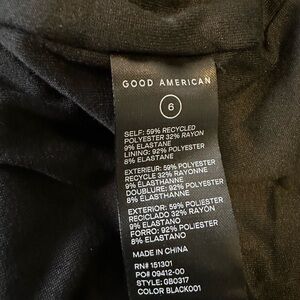 GOOD AMERICAN
6
SELF: 59% RECYCLED
POLYESTER 32% RAYON
9% ELASTANE
LINING: 92% POLYESTER
8% ELASTANE
EXTERIEUR: 59% POLYESTER
RECYCLE 32% RAYONNE
9% ELASTHANNE
DOUBLURE: 92% POLYESTER
8% ELASTHANNE
EXTERIOR: 59% POLIESTER
RECICLADO 32% RAYÓN
9% ELASTANO
FORRO: 92% POLIESTER
8% ELASTANO
MADE IN CHINA
RN# 151301
PO# 09412-00
STYLE: GB0317
COLOR BLACK001